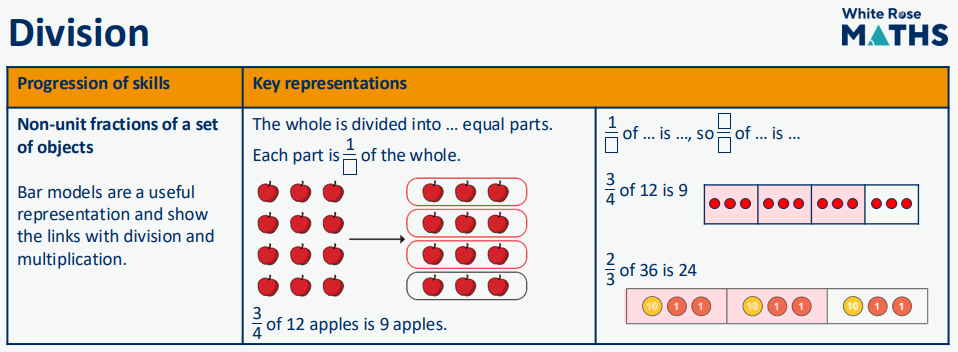 Division
White Rose
MATHS
Progression of skills
Key representations
Non-unit fractions of a set
of objects
Bar models are a useful
representation and show
the links with division and
multiplication.
The whole is divided into ... equal parts.
Each part is 1/□ of the whole.
3/4 of 12 apples is 9 apples.
1/□ of ... is ..., so □/□ of ... is ...
3/4 of 12 is 9
2/3 of 36 is 24
10 1 1 10 1 1 10 1 1